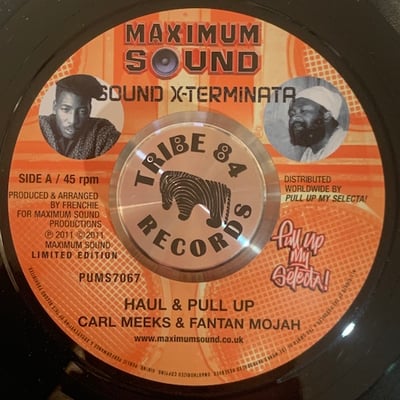 MAXIMUM
SOUND
SOUND X-TERMiNATA
SIDE A / 45 rpm
PRODUCED & ARRANGED
BY FRENCHIE
FOR MAXIMUM SOUND
PRODUCTIONS
℗ 2011 © 2011
MAXIMUM SOUND
LIMITED EDITION
PUMS7067
TRIBE 84
RECORDS
DISTRIBUTED
WORLDWIDE BY
PULL UP MY SELECTA!
Pull up
my
Selecta!
HAUL & PULL UP
CARL MEEKS & FANTAN MOJAH
www.maximumsound.co.uk